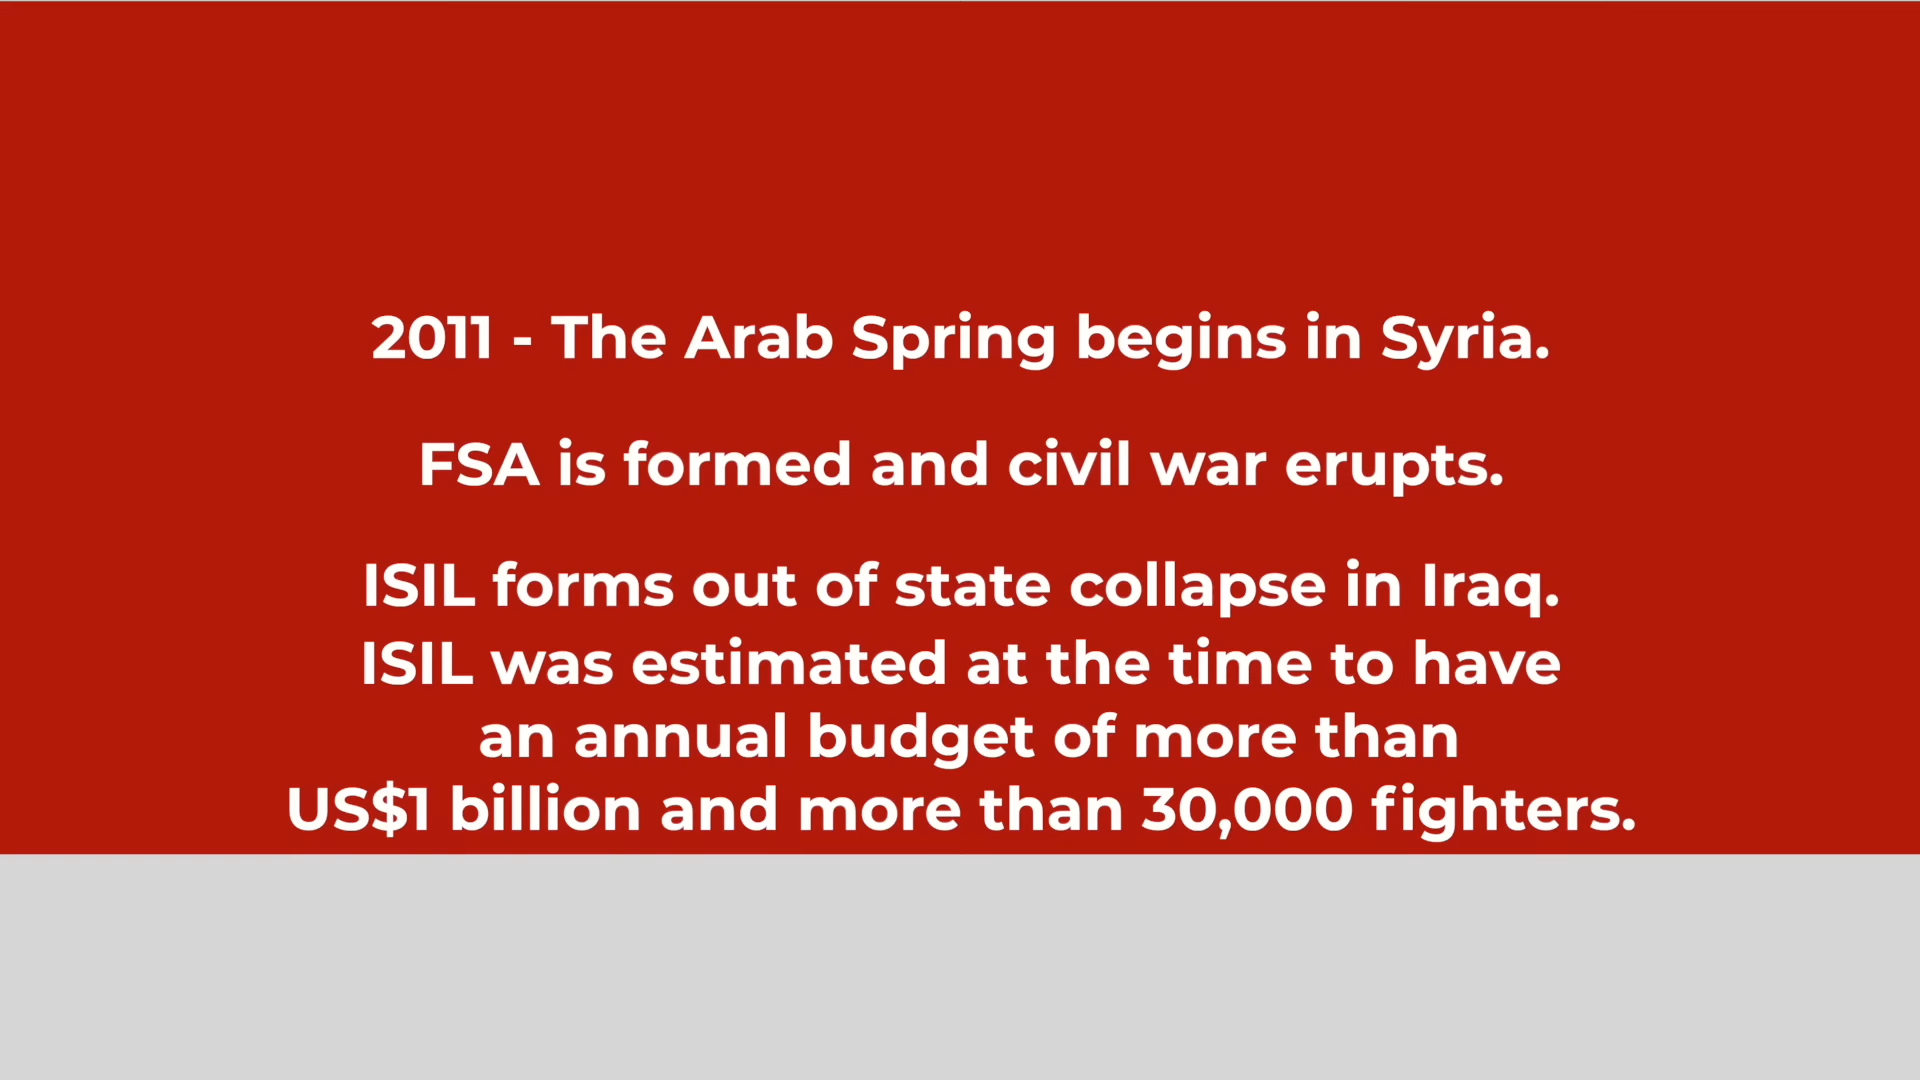 2011 - The Arab Spring begins in Syria.
FSA is formed and civil war erupts.
ISIL forms out of state collapse in Iraq.
ISIL was estimated at the time to have
an annual budget of more than
US$1 billion and more than 30,000 fighters.